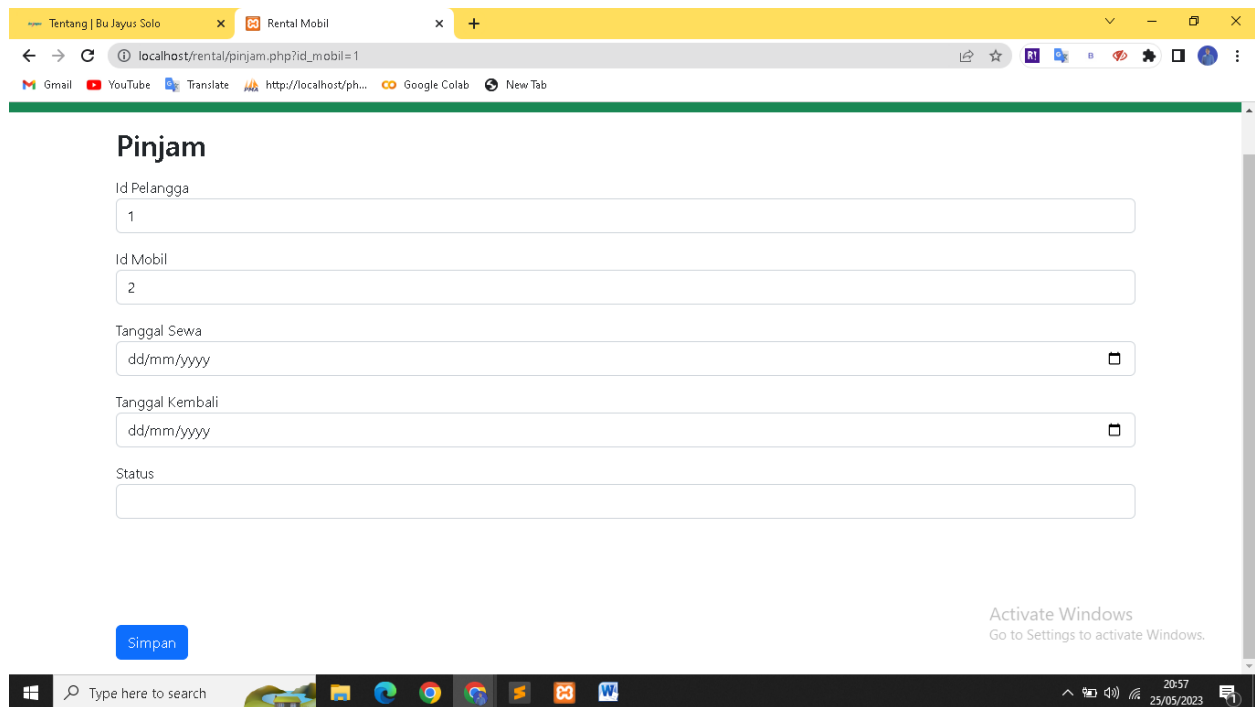 Tentang | Bu Jayus Solo
Rental Mobil
localhost/rental/pinjam.php?id_mobil=1
Gmail YouTube Translate http://localhost/ph... Google Colab New Tab
Pinjam
Id Pelangga
1
Id Mobil
2
Tanggal Sewa
dd/mm/yyyy
Tanggal Kembali
dd/mm/yyyy
Status
Simpan
Activate Windows
Go to Settings to activate Windows.
Type here to search
20:57
25/05/2023